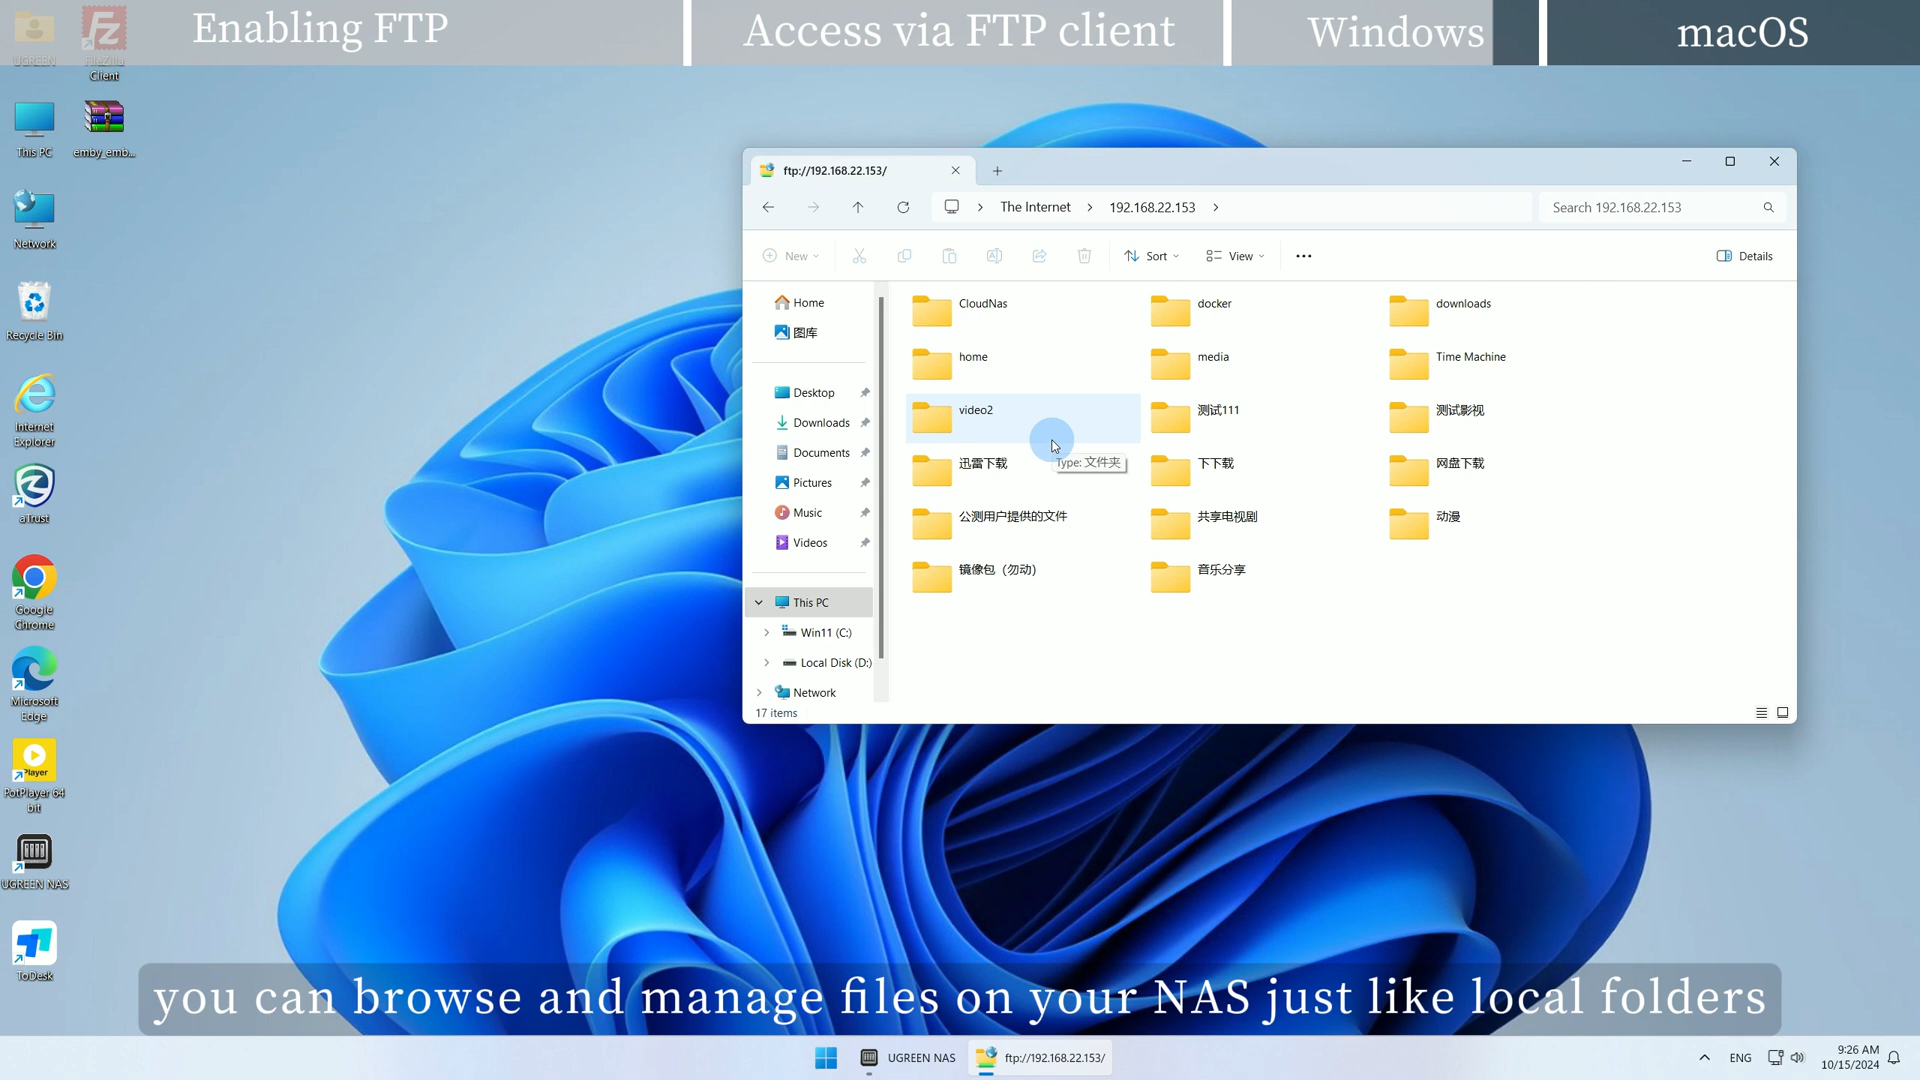 Enabling FTP
Access via FTP client
Windows
macOS
UGREEN
FileZilla
Client
This PC
emby_emb...
Network
Recycle Bin
Internet
Explorer
aTrust
Google
Chrome
Microsoft
Edge
Player
PotPlayer 64
bit
UGREEN NAS
ToDesk
ftp://192.168.22.153/
The Internet
192.168.22.153
Search 192.168.22.153
New
Sort
View
Details
Home
图库
Desktop
Downloads
Documents
Pictures
Music
Videos
This PC
Win11 (C:)
Local Disk (D:)
Network
17 items
CloudNas
docker
downloads
home
media
Time Machine
video2
测试111
测试影视
迅雷下载
Type: 文件夹
下下载
网盘下载
公测用户提供的文件
共享电视剧
动漫
镜像包（勿动）
音乐分享
you can browse and manage files on your NAS just like local folders
UGREEN NAS
ftp://192.168.22.153/
ENG
9:26 AM
10/15/2024